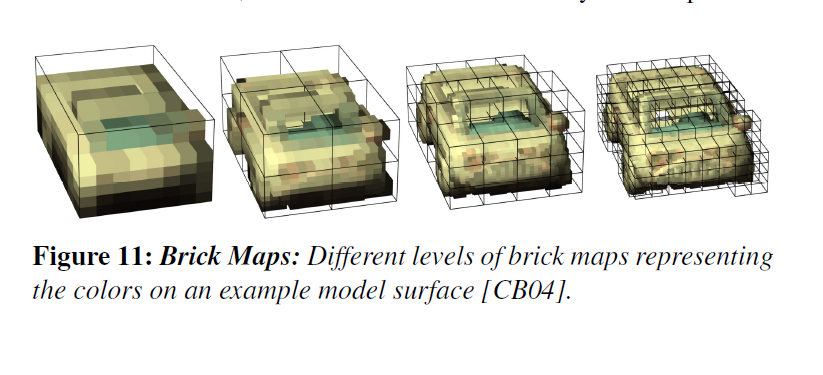 Figure 11: Brick Maps: Different levels of brick maps representing
the colors on an example model surface [CB04].